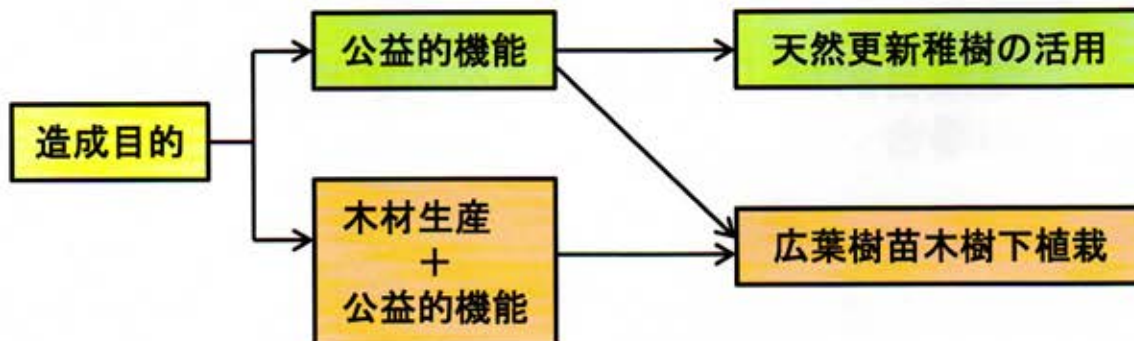 公益的機能
天然更新稚樹の活用
造成目的
木材生産
＋
公益的機能
広葉樹苗木樹下植栽